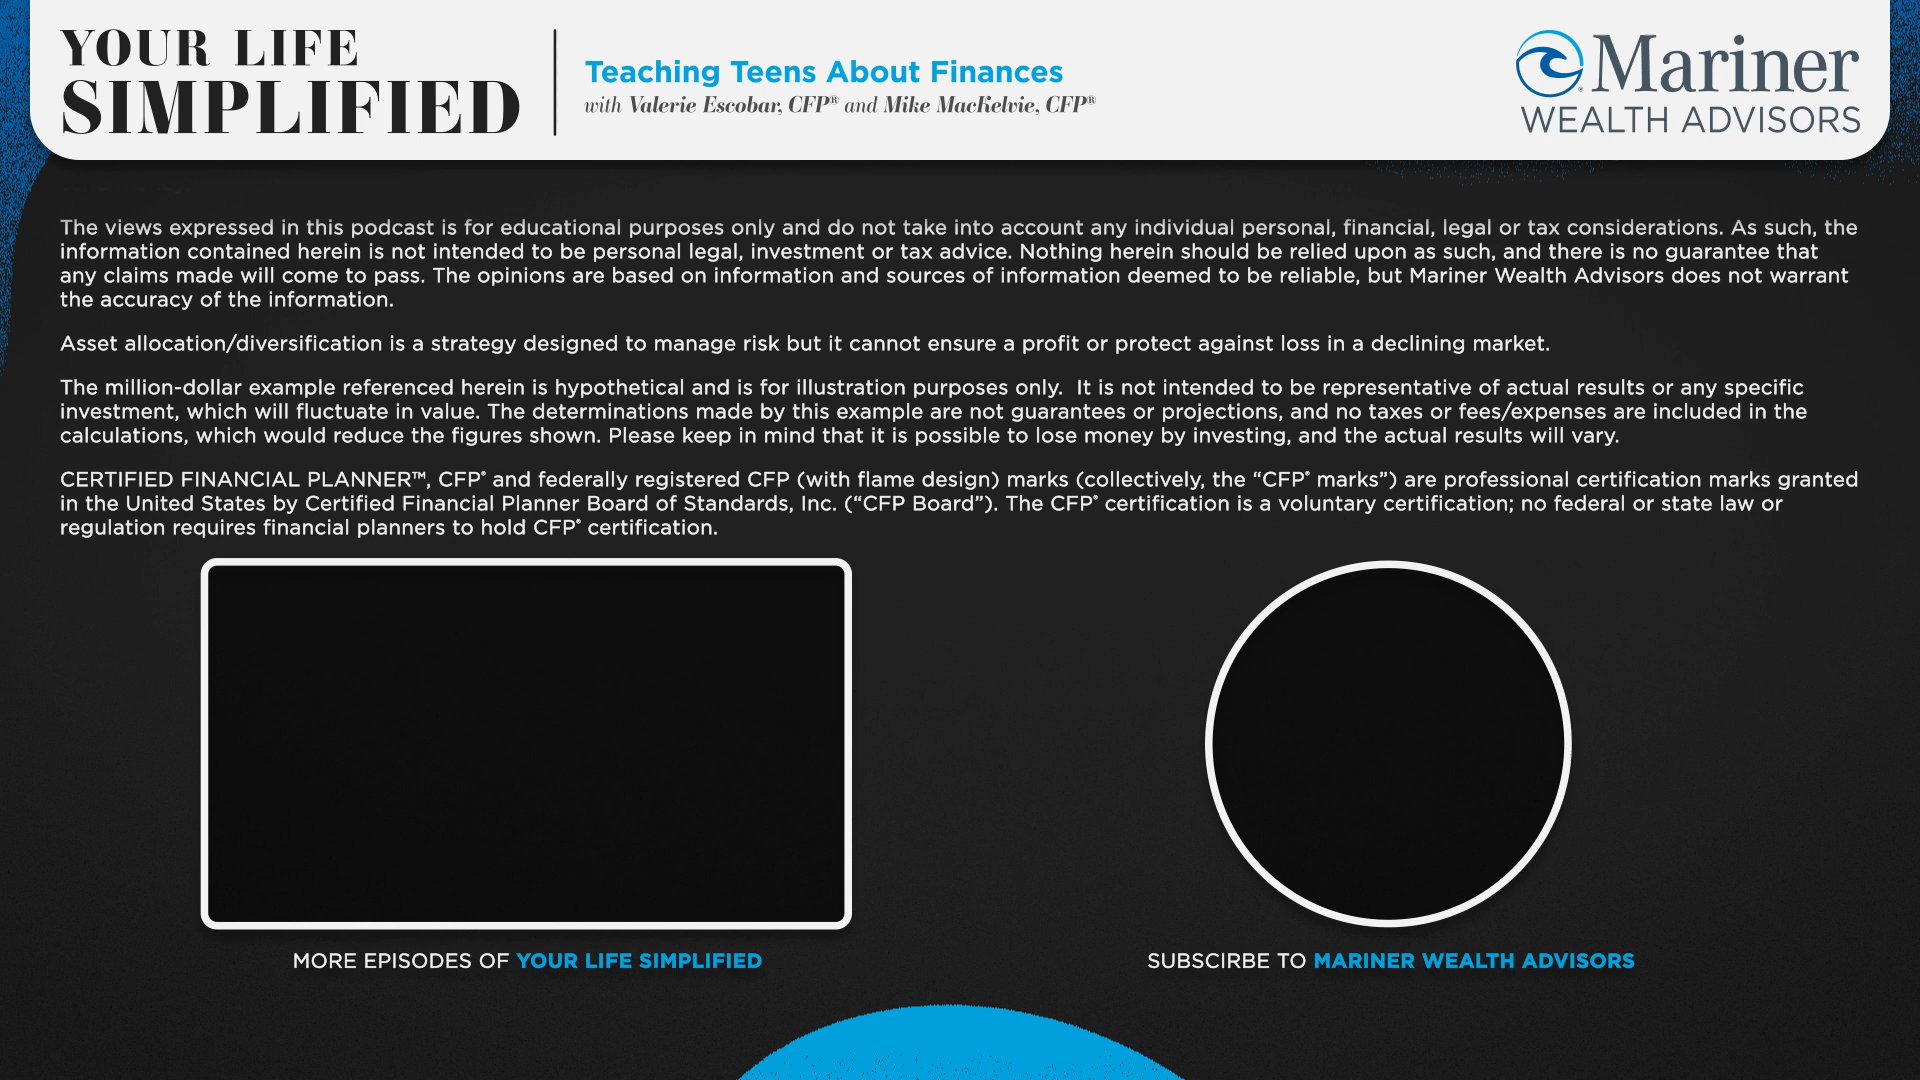 YOUR LIFE
SIMPLIFIED
Teaching Teens About Finances
with Valerie Escobar, CFP® and Mike MacKelvie, CFP®
Mariner
WEALTH ADVISORS
The views expressed in this podcast is for educational purposes only and do not take into account any individual personal, financial, legal or tax considerations. As such, the
information contained herein is not intended to be personal legal, investment or tax advice. Nothing herein should be relied upon as such, and there is no guarantee that
any claims made will come to pass. The opinions are based on information and sources of information deemed to be reliable, but Mariner Wealth Advisors does not warrant
the accuracy of the information.
Asset allocation/diversification is a strategy designed to manage risk but it cannot ensure a profit or protect against loss in a declining market.
The million-dollar example referenced herein is hypothetical and is for illustration purposes only.  It is not intended to be representative of actual results or any specific
investment, which will fluctuate in value. The determinations made by this example are not guarantees or projections, and no taxes or fees/expenses are included in the
calculations, which would reduce the figures shown. Please keep in mind that it is possible to lose money by investing, and the actual results will vary.
CERTIFIED FINANCIAL PLANNER™, CFP® and federally registered CFP (with flame design) marks (collectively, the “CFP® marks”) are professional certification marks granted
in the United States by Certified Financial Planner Board of Standards, Inc. (“CFP Board”). The CFP® certification is a voluntary certification; no federal or state law or
regulation requires financial planners to hold CFP® certification.
MORE EPISODES OF YOUR LIFE SIMPLIFIED
SUBSCIRBE TO MARINER WEALTH ADVISORS